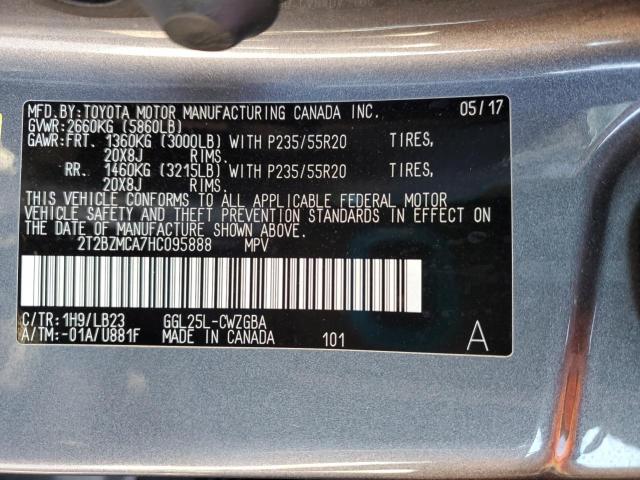 MFD.BY:TOYOTA MOTOR MANUFACTURING CANADA INC. 05/17
GVWR:2660KG (5860LB)
GAWR:FRT. 1360KG (3000LB) WITH P235/55R20 TIRES,
20X8J RIMS.
RR. 1460KG (3215LB) WITH P235/55R20 TIRES,
20X8J RIMS.
THIS VEHICLE CONFORMS TO ALL APPLICABLE FEDERAL MOTOR
VEHICLE SAFETY AND THEFT PREVENTION STANDARDS IN EFFECT ON
THE DATE OF MANUFACTURE SHOWN ABOVE.
2T2BZMCA7HC095888 MPV
C/TR:1H9/LB23 GGL25L-CWZGBA
A/TM:-01A/U881F MADE IN CANADA 101 A